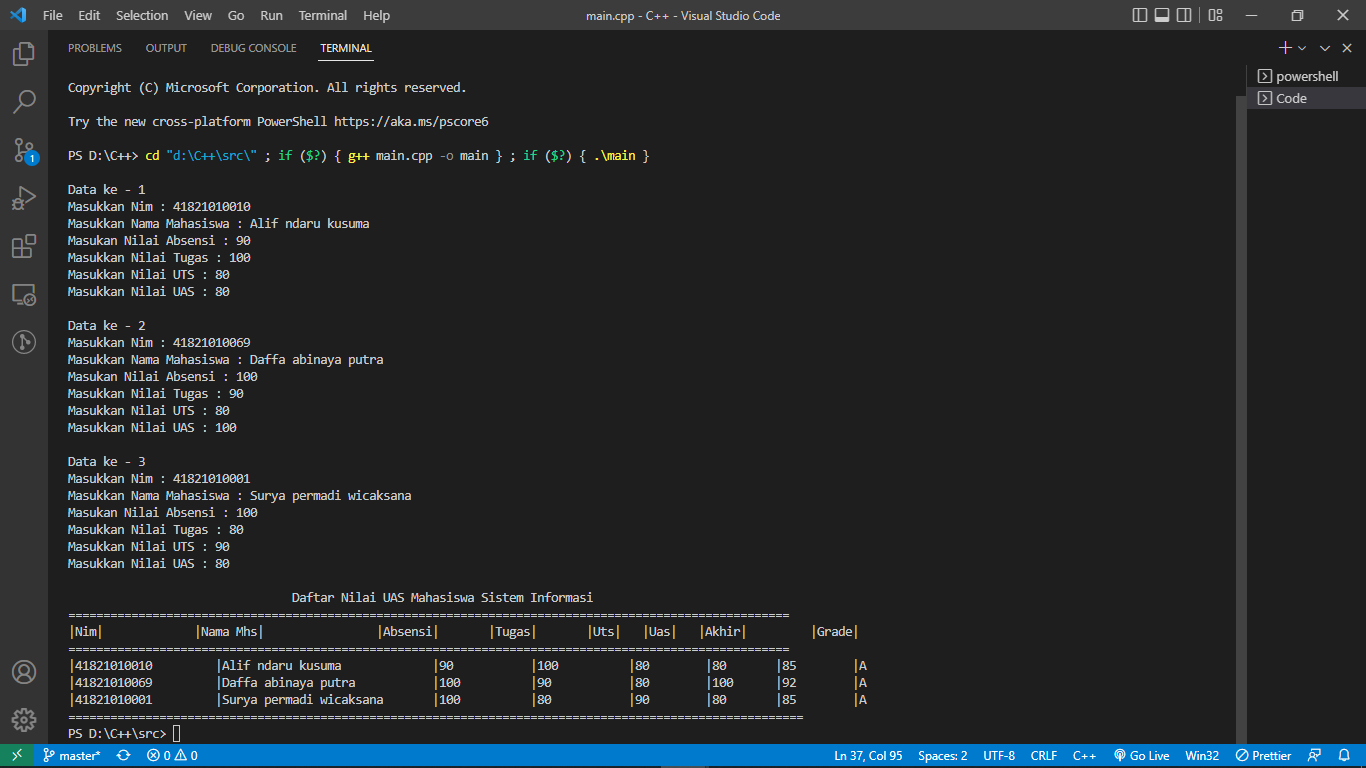 File Edit Selection View Go Run Terminal Help main.cpp - C++ - Visual Studio Code
PROBLEMS OUTPUT DEBUG CONSOLE TERMINAL
powershell
Code
Copyright (C) Microsoft Corporation. All rights reserved.
Try the new cross-platform PowerShell https://aka.ms/pscore6
PS D:\C++> cd "d:\C++\src\" ; if ($?) { g++ main.cpp -o main } ; if ($?) { .\main }
Data ke - 1
Masukkan Nim : 41821010010
Masukkan Nama Mahasiswa : Alif ndaru kusuma
Masukan Nilai Absensi : 90
Masukkan Nilai Tugas : 100
Masukkan Nilai UTS : 80
Masukkan Nilai UAS : 80
Data ke - 2
Masukkan Nim : 41821010069
Masukkan Nama Mahasiswa : Daffa abinaya putra
Masukan Nilai Absensi : 100
Masukkan Nilai Tugas : 90
Masukkan Nilai UTS : 80
Masukkan Nilai UAS : 100
Data ke - 3
Masukkan Nim : 41821010001
Masukkan Nama Mahasiswa : Surya permadi wicaksana
Masukan Nilai Absensi : 100
Masukkan Nilai Tugas : 80
Masukkan Nilai UTS : 90
Masukkan Nilai UAS : 80
Daftar Nilai UAS Mahasiswa Sistem Informasi
=======================================================================================================
|Nim| |Nama Mhs| |Absensi| |Tugas| |Uts| |Uas| |Akhir| |Grade|
=======================================================================================================
|41821010010 |Alif ndaru kusuma |90 |100 |80 |80 |85 |A
|41821010069 |Daffa abinaya putra |100 |90 |80 |100 |92 |A
|41821010001 |Surya permadi wicaksana |100 |80 |90 |80 |85 |A
=========================================================================================================
PS D:\C++\src>
1
master* 0 0 Ln 37, Col 95 Spaces: 2 UTF-8 CRLF C++ Go Live Win32 Prettier